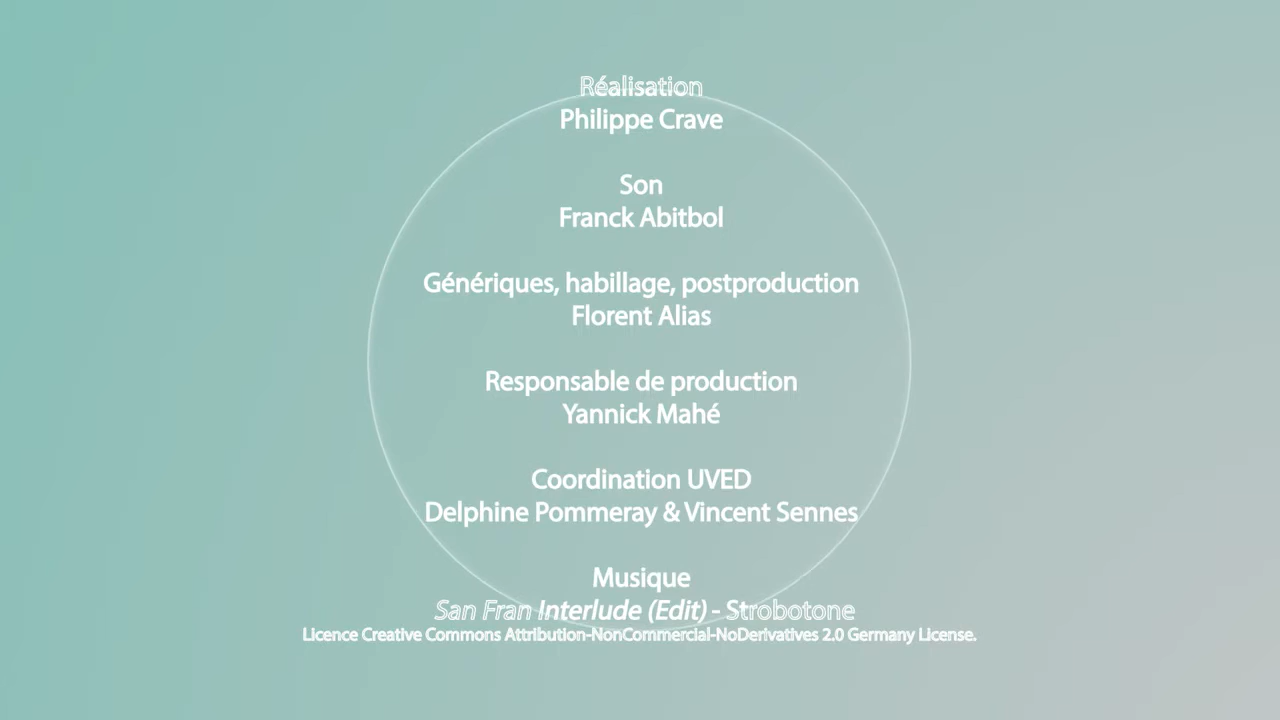 Réalisation
Philippe Crave
Son
Franck Abitbol
Génériques, habillage, postproduction
Florent Alias
Responsable de production
Yannick Mahé
Coordination UVED
Delphine Pommeray & Vincent Sennes
Musique
San Fran Interlude (Edit) - Strobotone
Licence Creative Commons Attribution-NonCommercial-NoDerivatives 2.0 Germany License.